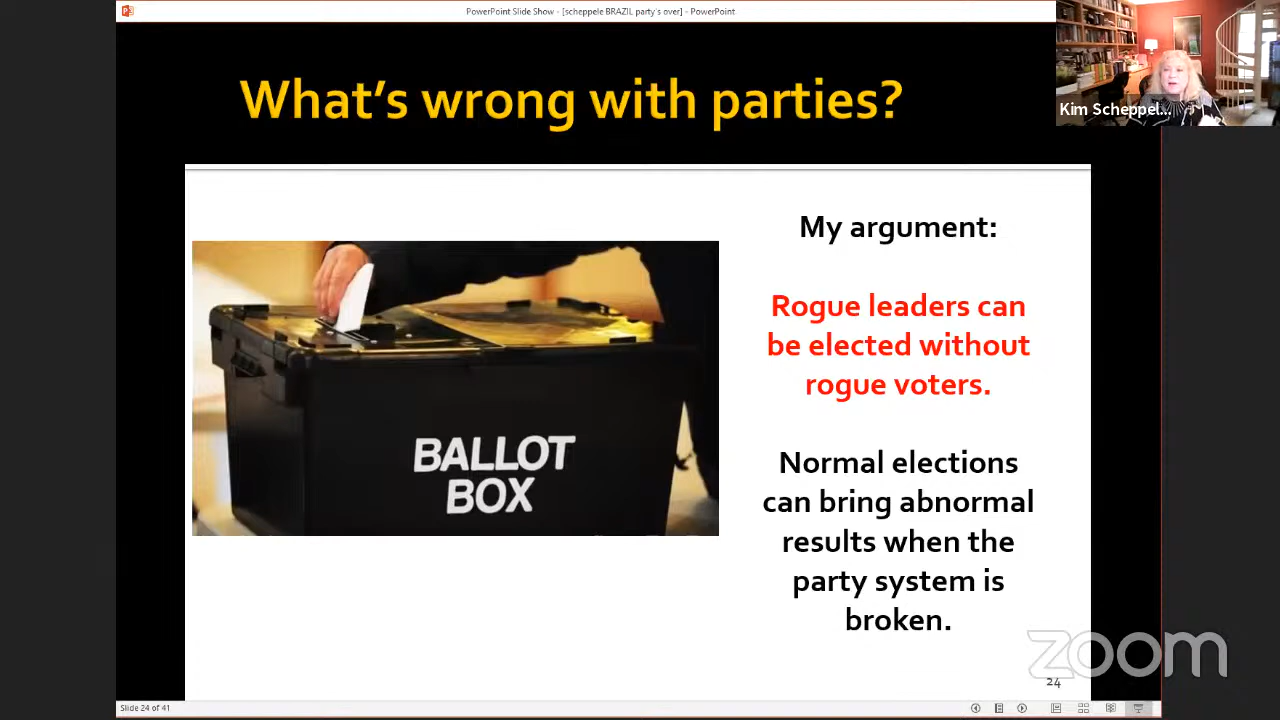 PowerPoint Slide Show - [scheppele BRAZIL party's over] - PowerPoint
What's wrong with parties?
Kim Scheppel...
My argument:
Rogue leaders can
be elected without
rogue voters.
Normal elections
can bring abnormal
results when the
party system is
broken.
BALLOT
BOX
zoom
24
Slide 24 of 41